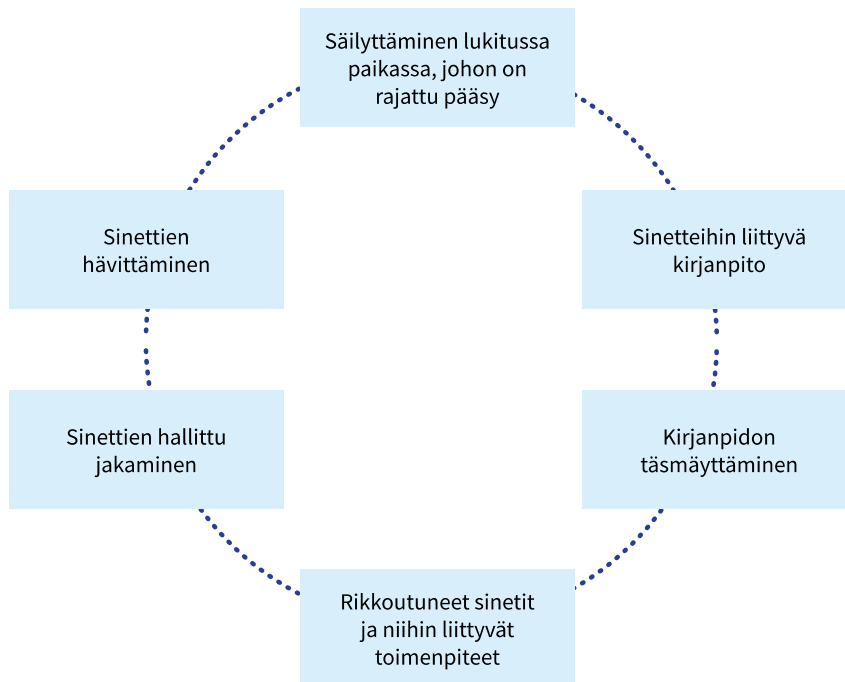 Säilyttäminen lukitussa
paikassa, johon on
rajattu pääsy
Sinetteihin liittyvä
kirjanpito
Kirjanpidon
täsmäyttäminen
Rikkoutuneet sinetit
ja niihin liittyvät
toimenpiteet
Sinettien hallittu
jakaminen
Sinettien
hävittäminen